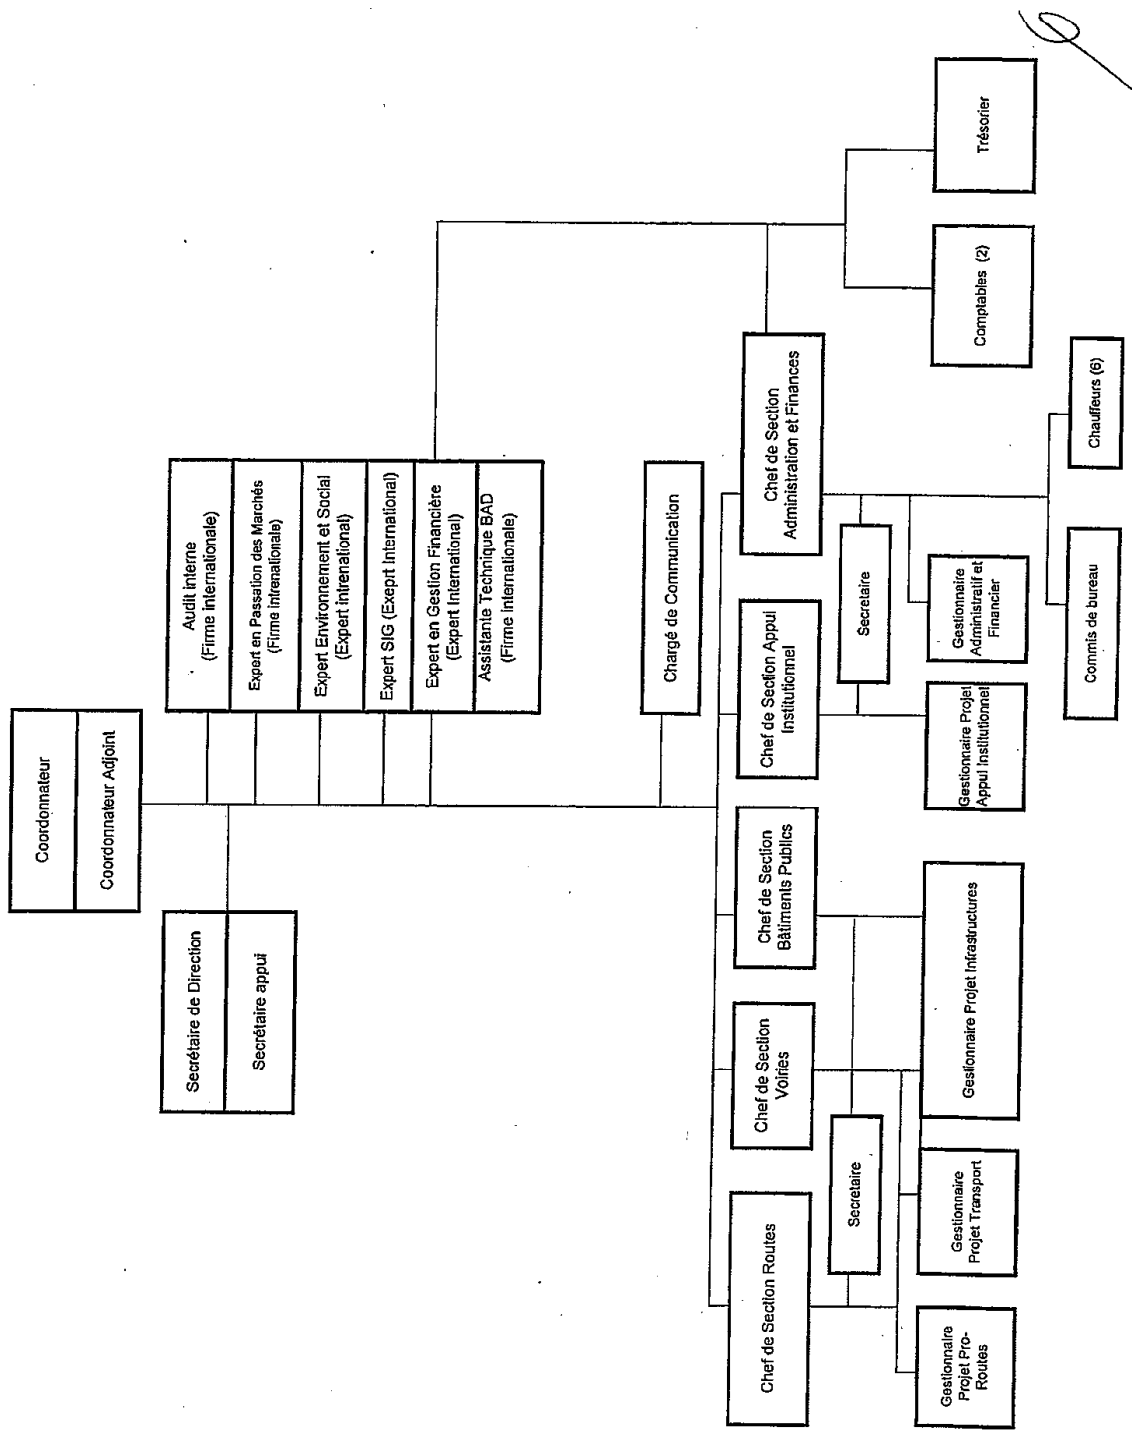 Coordonnateur
Coordonnateur Adjoint
Secrétaire de Direction
Secrétaire appui
Audit interne
(Firme internationale)
Expert en Passation des Marchés
(Firme intrenationale)
Expert Environnement et Social
(Expert intrenational)
Expert SIG (Exeprt International)
Expert en Gestion Financière
(Expert International)
Assistante Technique BAD
(Firme internationale)
Chargé de Communication
Chef de Section Routes
Chef de Section
Voiries
Chef de Section
Bâtiments Publics
Chef de Section Appui
Institutionnel
Chef de Section
Administration et Finances
Secretaire
Secretaire
Gestionnaire
Projet Pro-
Routes
Gestionnaire
Projet Transport
Gestionnaire Projet Infrastructures
Gestionnaire Projet
Appui Institutionnel
Gestionnaire
Administratif et
Financier
Comptables (2)
Trésorier
Commis de bureau
Chauffeurs (6)